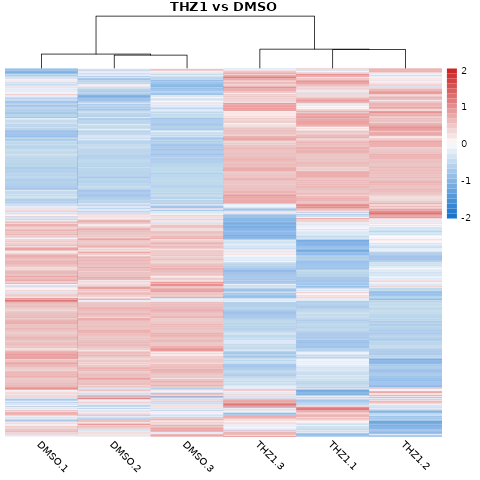 THZ1 vs DMSO
2
1
0
-1
-2
DMSO.1
DMSO.2
DMSO.3
THZ1.3
THZ1.1
THZ1.2